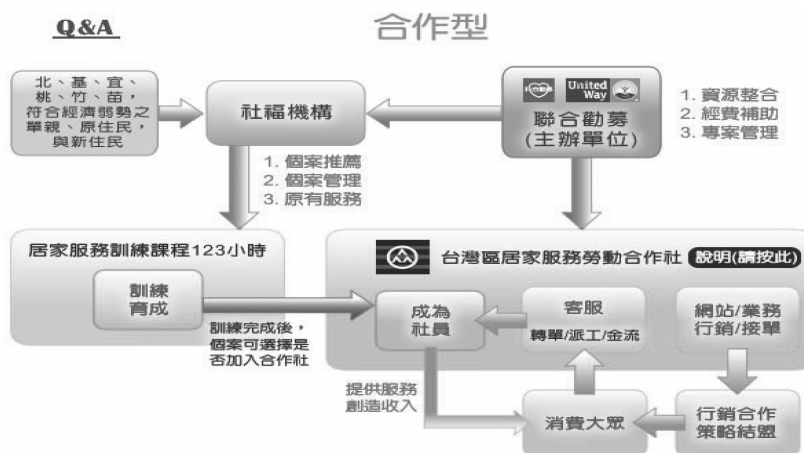 Q&A
合作型
北、基、宜、
桃、竹、苗，
符合經濟弱勢之
單親、原住民，
與新住民
社福機構
United
Way
聯合勸募
(主辦單位)
1. 資源整合
2. 經費補助
3. 專案管理
1. 個案推薦
2. 個案管理
3. 原有服務
居家服務訓練課程123小時
訓練
育成
訓練完成後，
個案可選擇是
否加入合作社
台灣區居家服務勞動合作社
說明(請按此)
成為
社員
客服
轉單/派工/金流
網站/業務
行銷/接單
提供服務
創造收入
消費大眾
行銷合作
策略結盟